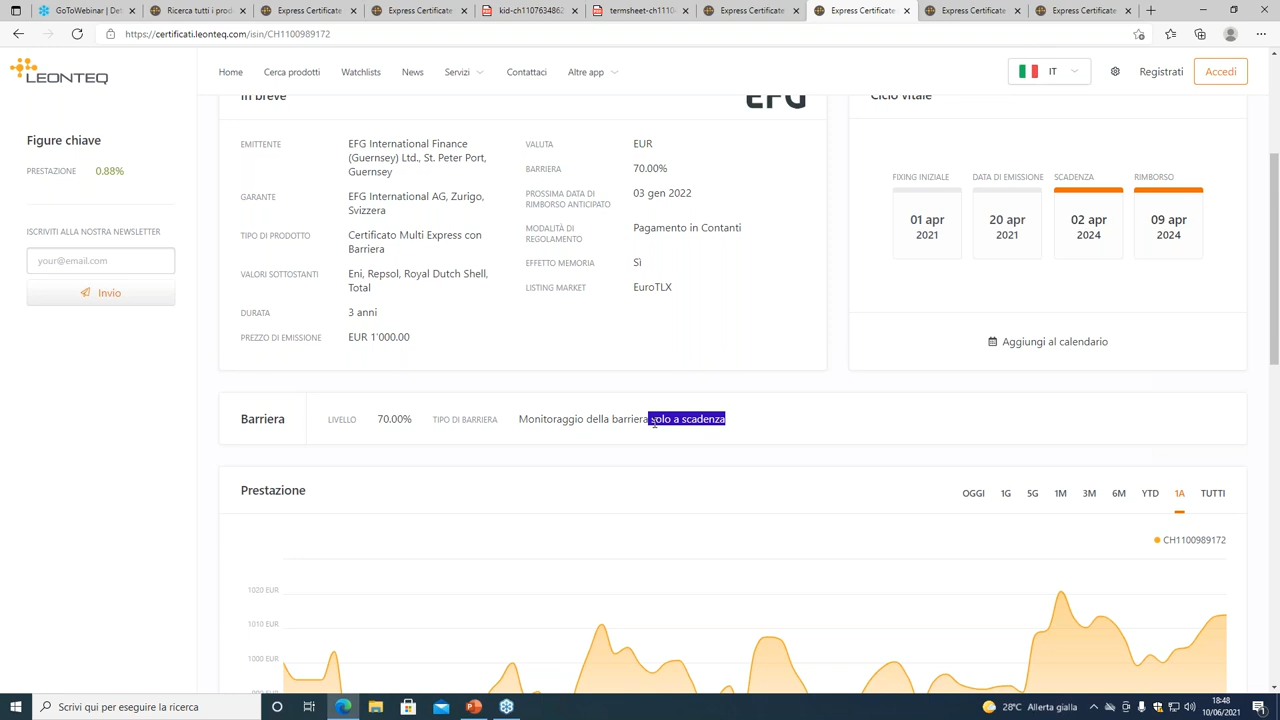 GoToWebinar | Desk
Ricerca tutti i prodotti
Express Certificate
Express Certificate
kid-ch1107634862
termsheet-ch1107
Express Certificate
Express Certificate
Express Certificate
Express Certificate
https://certificati.leonteq.com/isin/CH1100989172
LEONTEQ
Home
Cerca prodotti
Watchlists
News
Servizi
Contattaci
Altre app
IT
Registrati
Accedi
Figure chiave
PRESTAZIONE 0.88%
ISCRIVITI ALLA NOSTRA NEWSLETTER
your@email.com
Invio
In breve
EFG
EMITTENTE
EFG International Finance
(Guernsey) Ltd., St. Peter Port,
Guernsey
GARANTE
EFG International AG, Zurigo,
Svizzera
TIPO DI PRODOTTO
Certificato Multi Express con
Barriera
VALORI SOTTOSTANTI
Eni, Repsol, Royal Dutch Shell,
Total
DURATA
3 anni
PREZZO DI EMISSIONE
EUR 1'000.00
VALUTA
EUR
BARRIERA
70.00%
PROSSIMA DATA DI
RIMBORSO ANTICIPATO
03 gen 2022
MODALITÀ DI
REGOLAMENTO
Pagamento in Contanti
EFFETTO MEMORIA
Sì
LISTING MARKET
EuroTLX
Ciclo vitale
FIXING INIZIALE
01 apr
2021
DATA DI EMISSIONE
20 apr
2021
SCADENZA
02 apr
2024
RIMBORSO
09 apr
2024
Aggiungi al calendario
Barriera
LIVELLO 70.00%
TIPO DI BARRIERA Monitoraggio della barriera solo a scadenza
Prestazione
OGGI 1G 5G 1M 3M 6M YTD 1A TUTTI
CH1100989172
1020 EUR
1010 EUR
1000 EUR
Scrivi qui per eseguire la ricerca
28°C Allerta gialla
18:48
10/06/2021